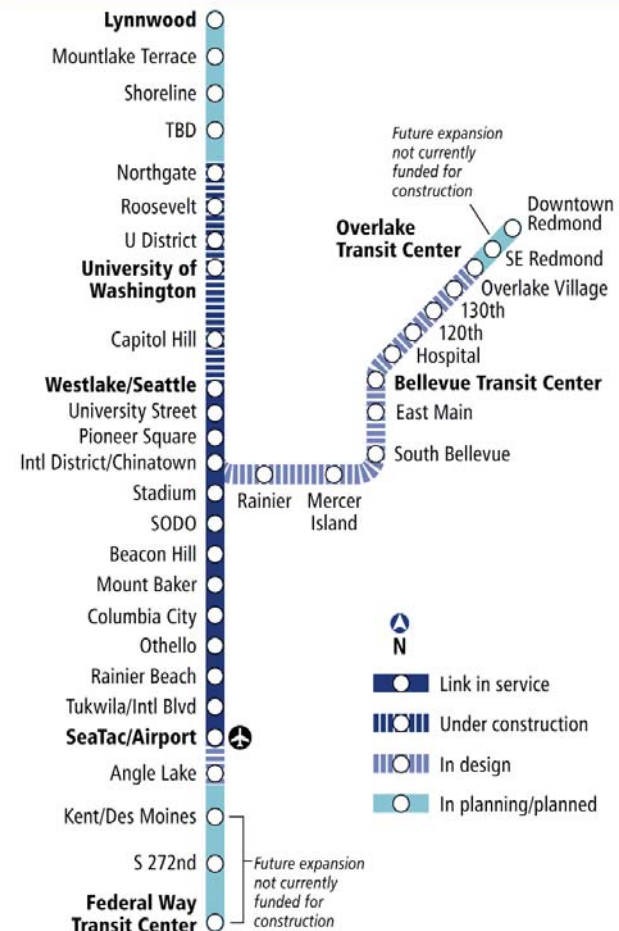 Lynnwood
Mountlake Terrace
Shoreline
TBD
Northgate
Roosevelt
U District
University of
Washington
Capitol Hill
Westlake/Seattle
University Street
Pioneer Square
Intl District/Chinatown
Stadium
SODO
Beacon Hill
Mount Baker
Columbia City
Othello
Rainier Beach
Tukwila/Intl Blvd
SeaTac/Airport
Angle Lake
Kent/Des Moines
S 272nd
Federal Way
Transit Center
Future expansion
not currently
funded for
construction
Rainier
Mercer
Island
South Bellevue
East Main
Bellevue Transit Center
Hospital
120th
130th
Overlake Village
Overlake
Transit Center
SE Redmond
Downtown
Redmond
Future expansion
not currently
funded for
construction
N
Link in service
Under construction
In design
In planning/planned